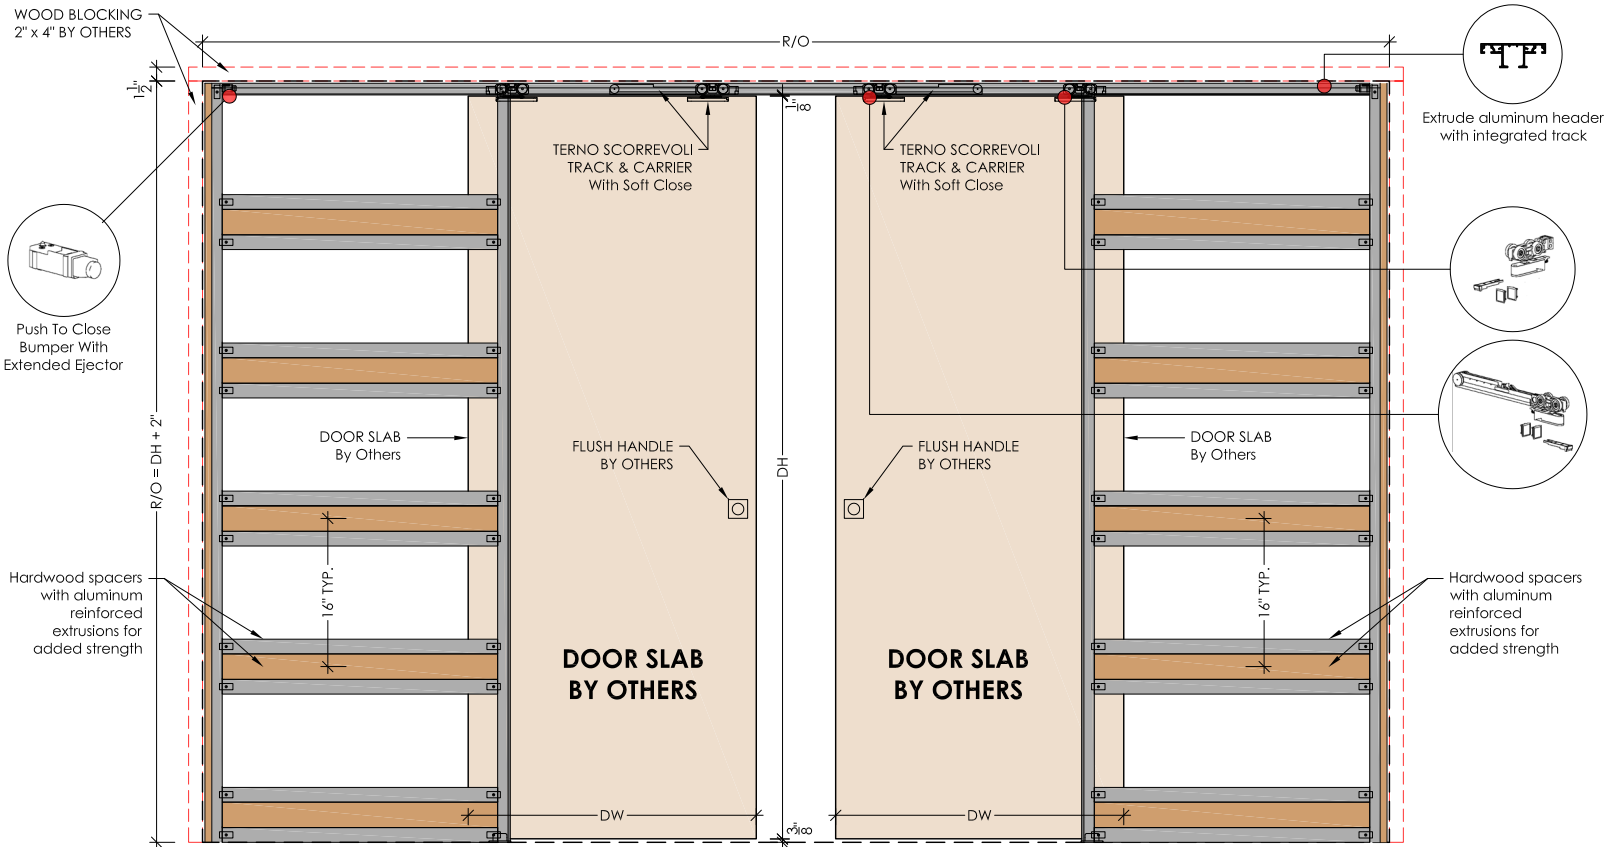 WOOD BLOCKING
2" x 4" BY OTHERS
R/O
1 1/2"
1/8"
Extrude aluminum header
with integrated track
TERNO SCORREVOLI
TRACK & CARRIER
With Soft Close
TERNO SCORREVOLI
TRACK & CARRIER
With Soft Close
Push To Close
Bumper With
Extended Ejector
R/O = DH + 2"
DOOR SLAB
By Others
FLUSH HANDLE
BY OTHERS
DH
FLUSH HANDLE
BY OTHERS
DOOR SLAB
By Others
Hardwood spacers
with aluminum
reinforced
extrusions for
added strength
16" TYP.
16" TYP.
Hardwood spacers
with aluminum
reinforced
extrusions for
added strength
DOOR SLAB
BY OTHERS
DOOR SLAB
BY OTHERS
DW
3/8"
DW